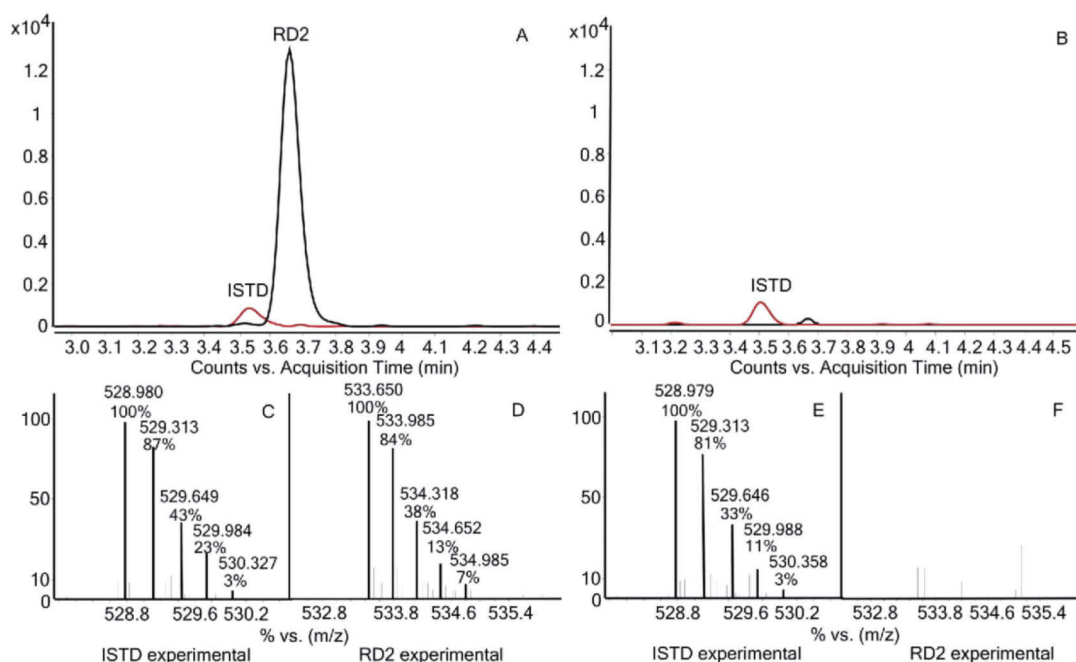 x10⁴
RD2
A
1.2
1
0.8
0.6
0.4
0.2
0
ISTD
3.0 3.1 3.2 3.3 3.4 3.5 3.6 3.7 3.8 3.9 4 4.1 4.2 4.3 4.4
Counts vs. Acquisition Time (min)
x10⁴
B
1.2
1
0.8
0.6
0.4
0.2
0
ISTD
3.1 3.2 3.3 3.4 3.5 3.6 3.7 3.8 3.9 4 4.1 4.2 4.3 4.4 4.5
Counts vs. Acquisition Time (min)
100
50
10
0
C
528.980
100%
529.313
87%
529.649
43%
529.984
23%
530.327
3%
528.8 529.6 530.2
D
533.650
100%
533.985
84%
534.318
38%
534.652
13%
534.985
7%
532.8 533.8 534.8 535.4
% vs. (m/z)
ISTD experimental RD2 experimental
100
50
10
0
E
528.979
100%
529.313
81%
529.646
33%
529.988
11%
530.358
3%
528.8 529.6 530.2
F
532.8 533.8 534.6 535.4
% vs. (m/z)
ISTD experimental RD2 experimental